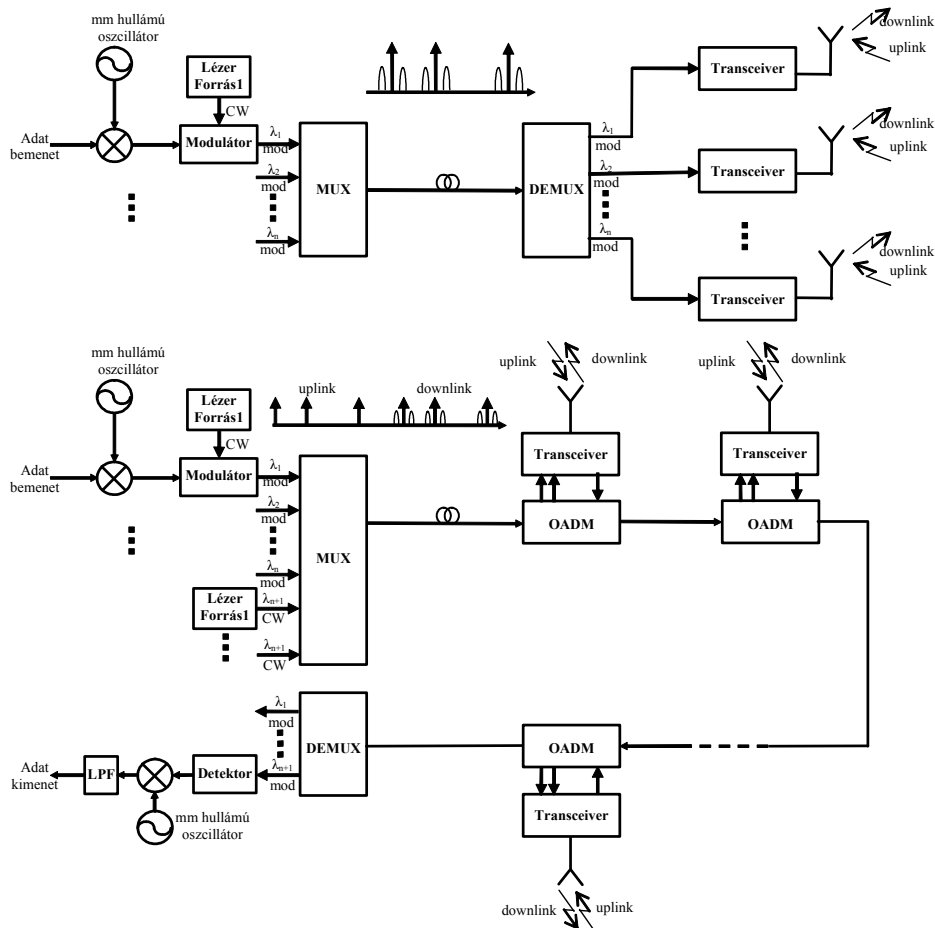 mm hullámú
oszcillátor
Lézer
Forrás1
CW
Adat
bemenet
Modulátor
λ1
mod
λ2
mod
λn
mod
MUX
DEMUX
λ1
mod
λ2
mod
λn
mod
Transceiver
downlink
uplink
Transceiver
downlink
uplink
Transceiver
downlink
uplink
mm hullámú
oszcillátor
Lézer
Forrás1
CW
Adat
bemenet
Modulátor
uplink
downlink
λ1
mod
λ2
mod
λn
mod
Lézer
Forrás1
λn+1
CW
λn+1
CW
MUX
uplink
downlink
Transceiver
OADM
uplink
downlink
Transceiver
OADM
λ1
mod
λn+1
mod
DEMUX
OADM
Transceiver
downlink
uplink
Adat
kimenet
LPF
Detektor
mm hullámú
oszcillátor